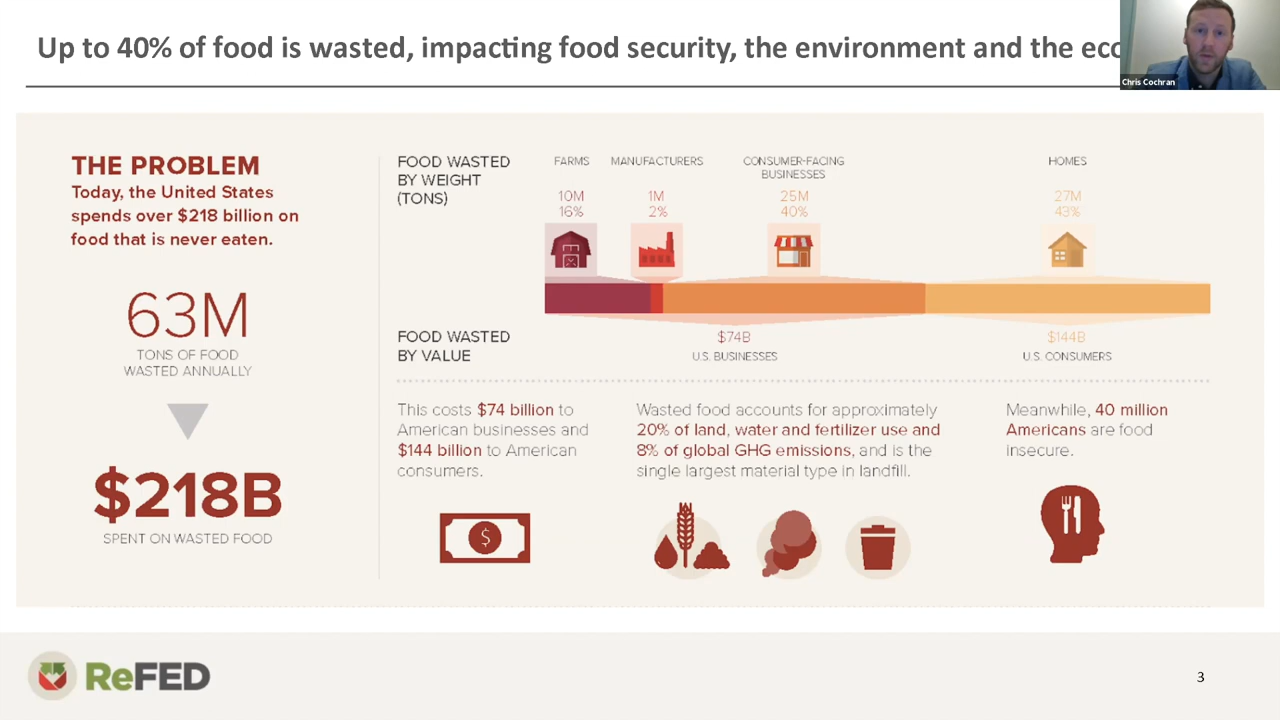 Up to 40% of food is wasted, impacting food security, the environment and the
Chris Cochran
THE PROBLEM
Today, the United States
spends over $218 billion on
food that is never eaten.
63M
TONS OF FOOD
WASTED ANNUALLY
$218B
SPENT ON WASTED FOOD
FOOD WASTED
BY WEIGHT
(TONS)
FARMS
10M
16%
MANUFACTURERS
1M
2%
CONSUMER-FACING
BUSINESSES
25M
40%
HOMES
27M
43%
FOOD WASTED
BY VALUE
$74B
U.S. BUSINESSES
$144B
U.S. CONSUMERS
This costs $74 billion to
American businesses and
$144 billion to American
consumers.
Wasted food accounts for approximately
20% of land, water and fertilizer use and
8% of global GHG emissions, and is the
single largest material type in landfill.
Meanwhile, 40 million
Americans are food
insecure.
$
ReFED
3